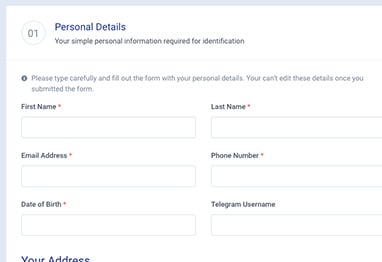 01
Personal Details
Your simple personal information required for identification
Please type carefully and fill out the form with your personal details. Your can't edit these details once you
submitted the form.
First Name *
Last Name *
Email Address *
Phone Number *
Date of Birth *
Telegram Username
Your Address